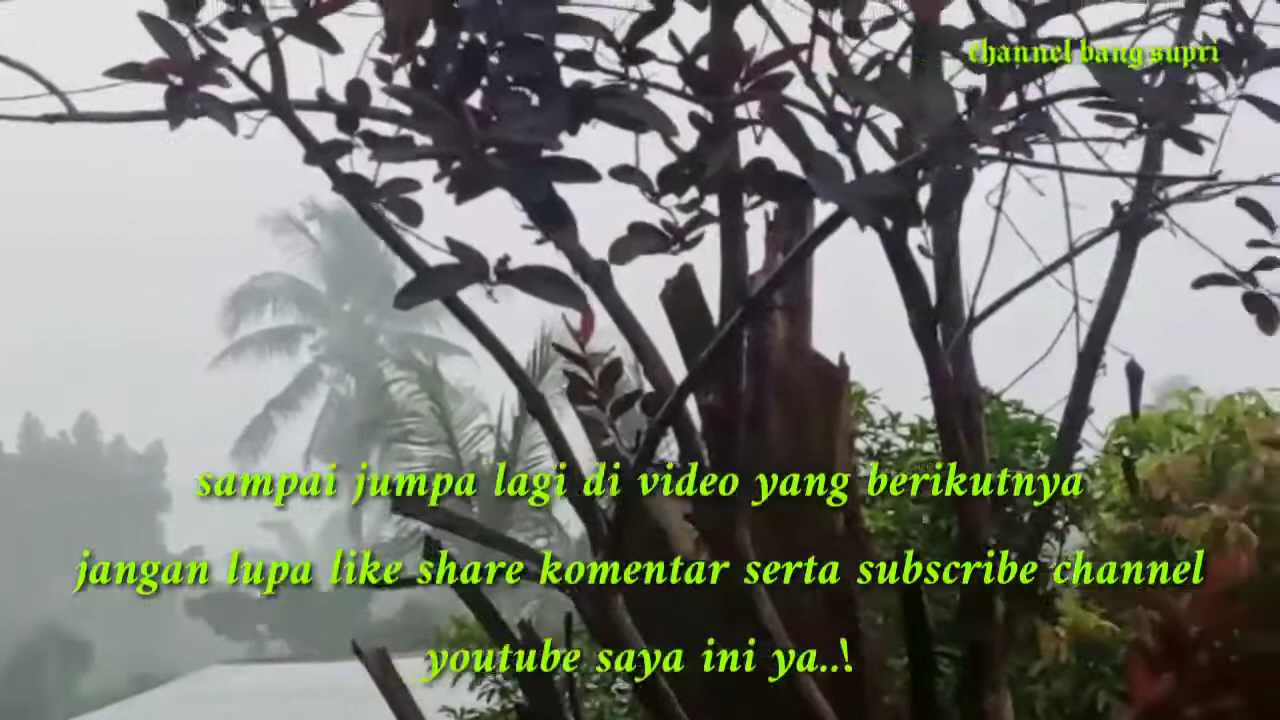 channel bang supri
sampai jumpa lagi di video yang berikutnya
jangan lupa like share komentar serta subscribe channel
youtube saya ini ya..!